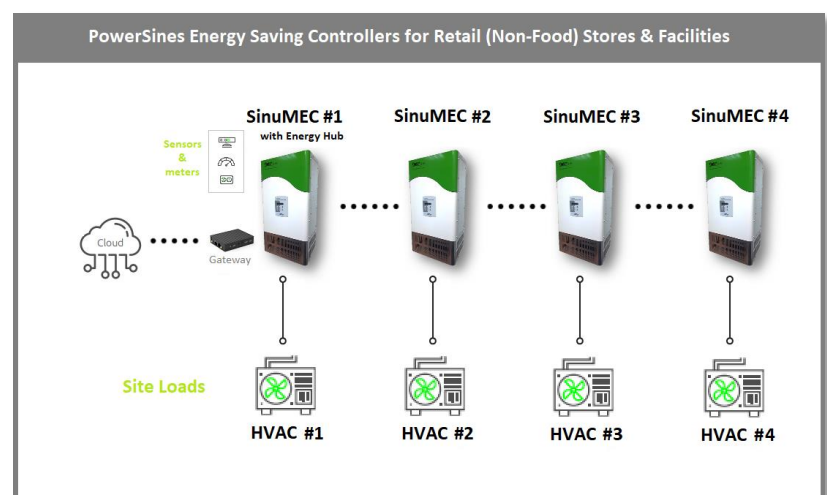 PowerSines Energy Saving Controllers for Retail (Non-Food) Stores & Facilities
SinuMEC #1
with Energy Hub
SinuMEC #2
SinuMEC #3
SinuMEC #4
Sensors
&
meters
Cloud
Gateway
Site Loads
HVAC #1
HVAC #2
HVAC #3
HVAC #4